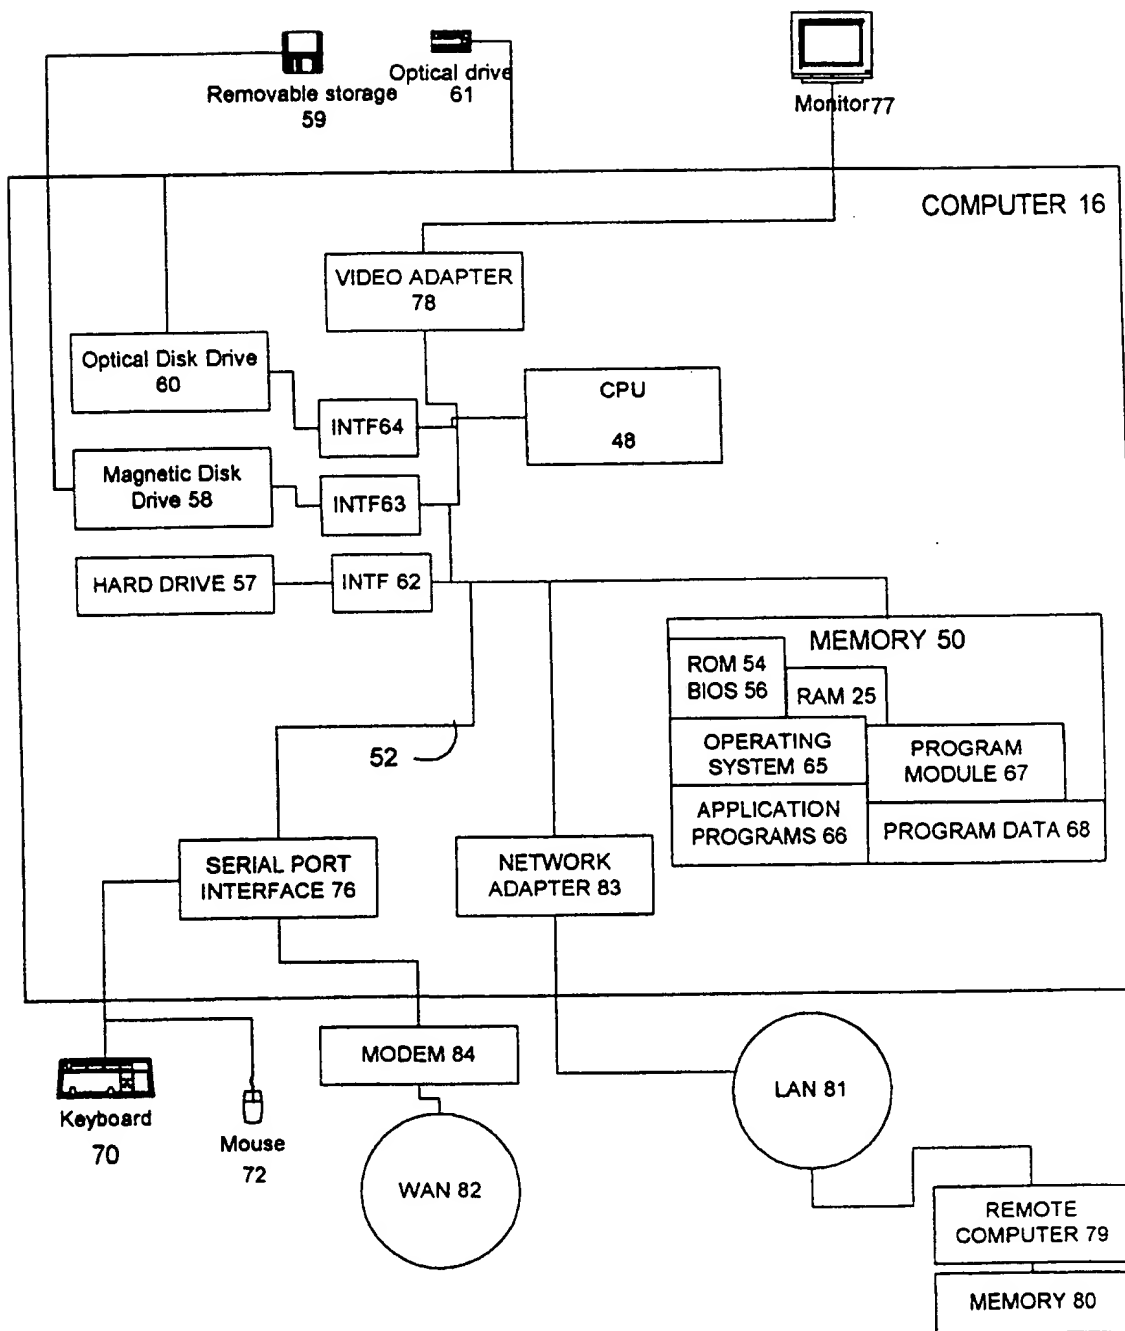 Removable storage
59
Optical drive
61
Monitor77
COMPUTER 16
VIDEO ADAPTER
78
Optical Disk Drive
60
INTF64
CPU
48
Magnetic Disk
Drive 58
INTF63
HARD DRIVE 57
INTF 62
MEMORY 50
ROM 54
BIOS 56
RAM 25
OPERATING
SYSTEM 65
PROGRAM
MODULE 67
APPLICATION
PROGRAMS 66
PROGRAM DATA 68
52
SERIAL PORT
INTERFACE 76
NETWORK
ADAPTER 83
MODEM 84
LAN 81
Keyboard
70
Mouse
72
WAN 82
REMOTE
COMPUTER 79
MEMORY 80